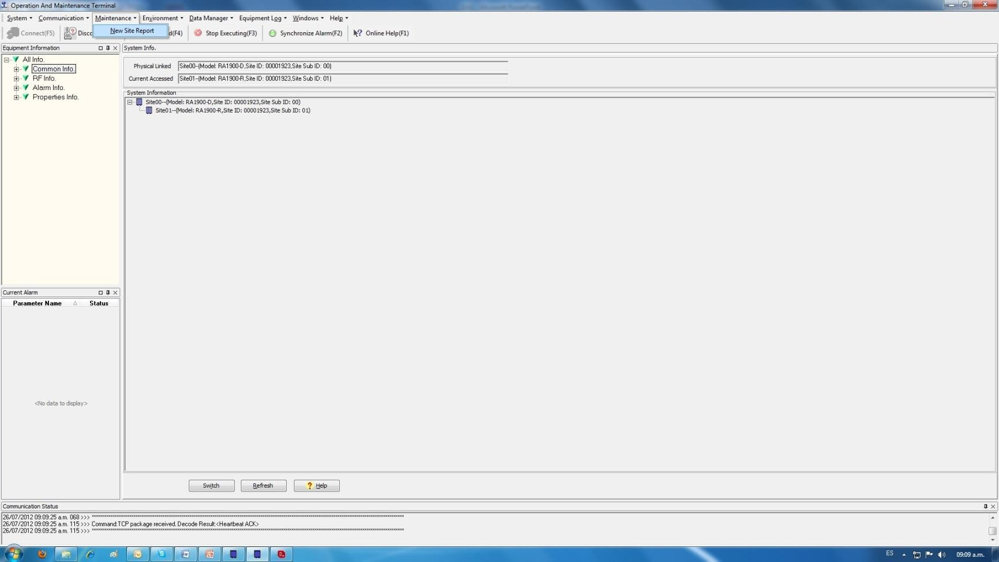 Operation And Maintenance Terminal
System Communication Maintenance Environment Data Manager Equipment Log Windows Help
New Site Report
Connect(F5) Disco d(F4) Stop Executing(F3) Synchronize Alarm(F2) Online Help(F1)
Equipment Information
All Info.
Common Info.
RF Info.
Alarm Info.
Properties Info.
System Info.
Physical Linked Site00--(Model: RA1900-D,Site ID: 00001923,Site Sub ID: 00)
Current Accessed Site01--(Model: RA1900-R,Site ID: 00001923,Site Sub ID: 01)
System Information
Site00--(Model: RA1900-D,Site ID: 00001923,Site Sub ID: 00)
Site01--(Model: RA1900-R,Site ID: 00001923,Site Sub ID: 01)
Current Alarm
Parameter Name Status
<No data to display>
Switch Refresh ? Help
Communication Status
26/07/2012 09:09:25 a.m. 068 >>>
26/07/2012 09:09:25 a.m. 115 >>> Command:TCP package received. Decode Result:<Heartbeat ACK>
26/07/2012 09:09:25 a.m. 115 >>>
ES 09:09 a.m.